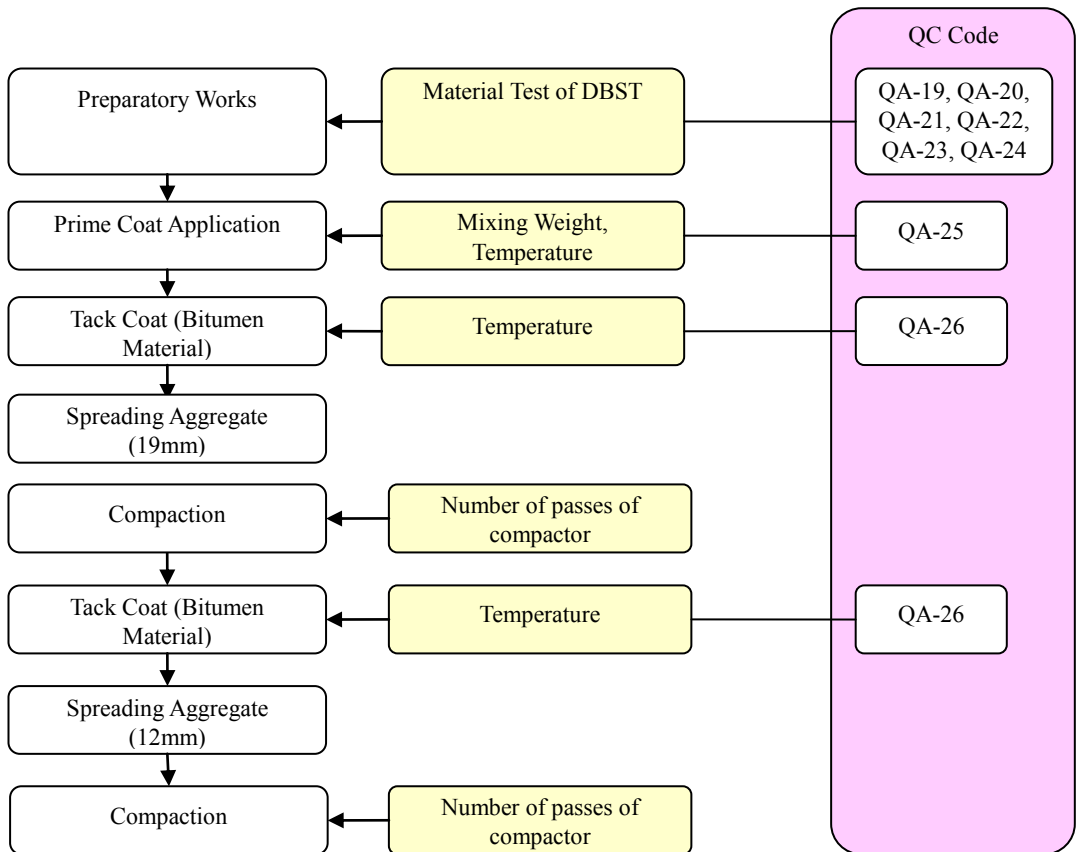 QC Code
Preparatory Works
Material Test of DBST
QA-19, QA-20,
QA-21, QA-22,
QA-23, QA-24
Prime Coat Application
Mixing Weight,
Temperature
QA-25
Tack Coat (Bitumen
Material)
Temperature
QA-26
Spreading Aggregate
(19mm)
Compaction
Number of passes of
compactor
Tack Coat (Bitumen
Material)
Temperature
QA-26
Spreading Aggregate
(12mm)
Compaction
Number of passes of
compactor